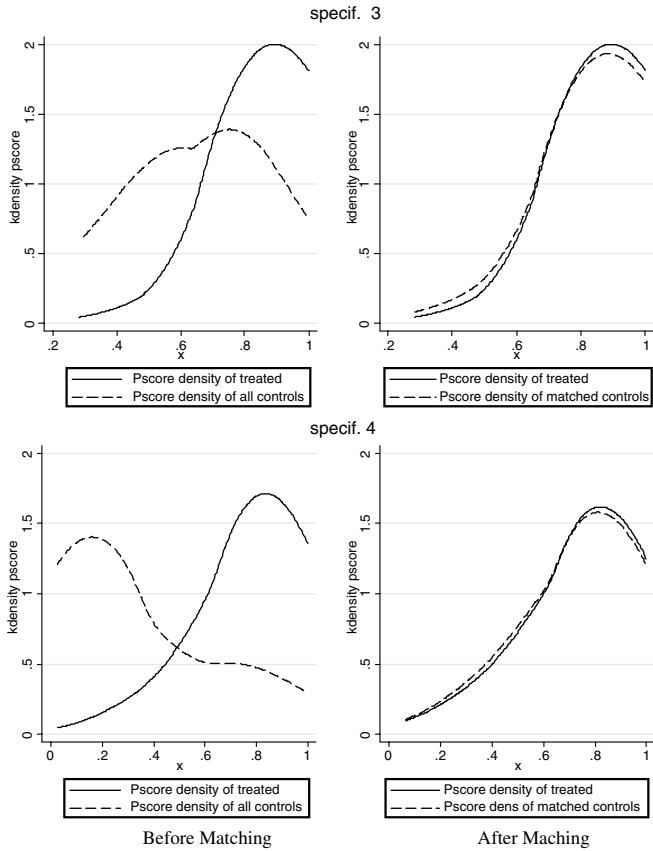 specif. 3
kdensity pscore
0 .5 1 1.5 2
.2 .4 .6 .8 1
x
Pscore density of treated
Pscore density of all controls
kdensity pscore
0 .5 1 1.5 2
.2 .4 .6 .8 1
x
Pscore density of treated
Pscore density of matched controls
specif. 4
kdensity pscore
0 .5 1 1.5 2
0 .2 .4 .6 .8 1
x
Pscore density of treated
Pscore density of all controls
kdensity pscore
0 .5 1 1.5 2
0 .2 .4 .6 .8 1
x
Pscore density of treated
Pscore dens of matched controls
Before Matching
After Maching